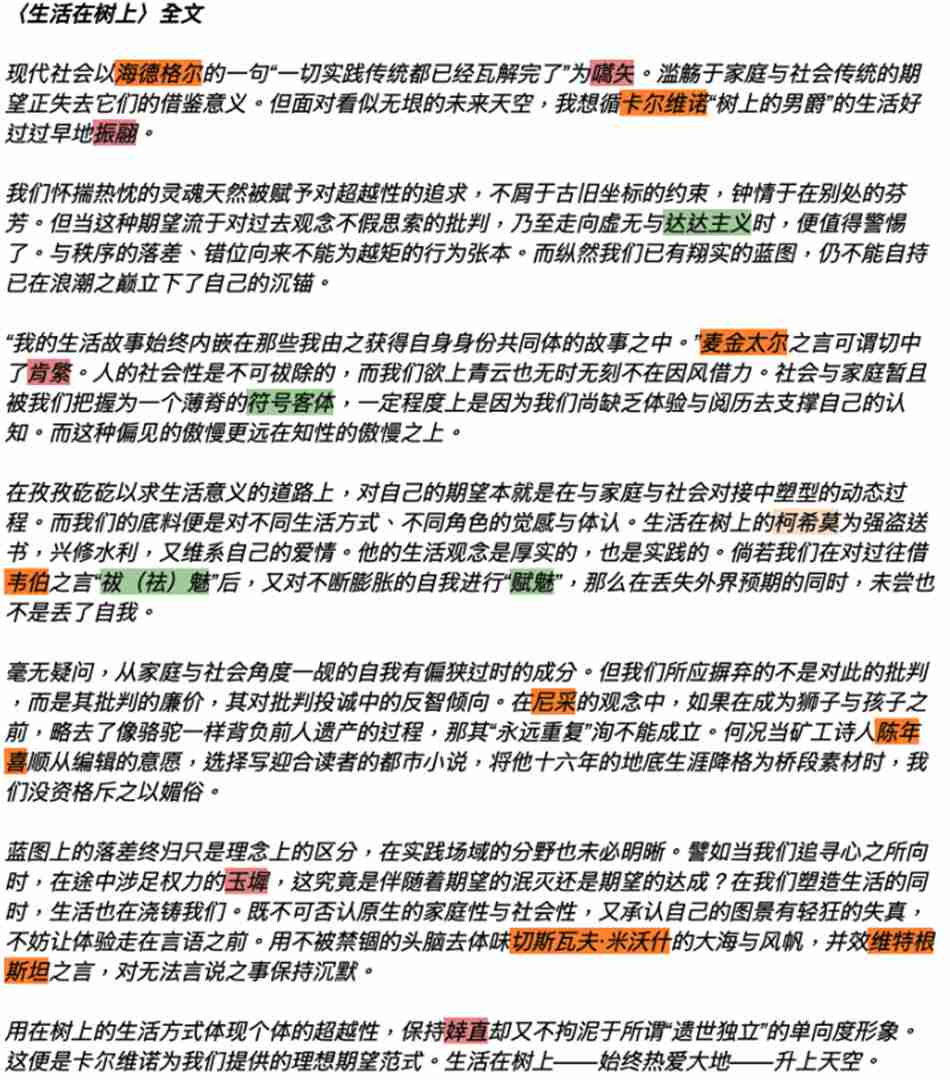 〈生活在树上〉全文
现代社会以海德格尔的一句“一切实践传统都已经瓦解完了”为嚆矢。滥觞于家庭与社会传统的期
望正失去它们的借鉴意义。但面对看似无垠的未来天空，我想循卡尔维诺“树上的男爵”的生活好
过过早地振翮。
我们怀揣热忱的灵魂天然被赋予对超越性的追求，不屑于古旧坐标的约束，钟情于在别处的芬
芳。但当这种期望流于对过去观念不假思索的批判，乃至走向虚无与达达主义时，便值得警惕
了。与秩序的落差、错位向来不能为越矩的行为张本。而纵然我们已有翔实的蓝图，仍不能自持
已在浪潮之巅立下了自己的沉锚。
“我的生活故事始终内嵌在那些我由之获得自身身份共同体的故事之中。”麦金太尔之言可谓切中
了肯綮。人的社会性是不可祓除的，而我们欲上青云也无时无刻不在因风借力。社会与家庭暂且
被我们把握为一个薄脊的符号客体，一定程度上是因为我们尚缺乏体验与阅历去支撑自己的认
知。而这种偏见的傲慢更远在知性的傲慢之上。
在孜孜矻矻以求生活意义的道路上，对自己的期望本就是在与家庭与社会对接中塑型的动态过
程。而我们的底料便是对不同生活方式、不同角色的觉感与体认。生活在树上的柯希莫为强盗送
书，兴修水利，又维系自己的爱情。他的生活观念是厚实的，也是实践的。倘若我们在对过往借
韦伯之言“祓（祛）魅”后，又对不断膨胀的自我进行“赋魅”，那么在丢失外界预期的同时，未尝也
不是丢了自我。
毫无疑问，从家庭与社会角度一觇的自我有偏狭过时的成分。但我们所应摒弃的不是对此的批判
，而是其批判的廉价，其对批判投诚中的反智倾向。在尼采的观念中，如果在成为狮子与孩子之
前，略去了像骆驼一样背负前人遗产的过程，那其“永远重复”洵不能成立。何况当矿工诗人陈年
喜顺从编辑的意愿，选择写迎合读者的都市小说，将他十六年的地底生涯降格为桥段素材时，我
们没资格斥之以媚俗。
蓝图上的落差终归只是理念上的区分，在实践场域的分野也未必明晰。譬如当我们追寻心之所向
时，在途中涉足权力的玉墀，这究竟是伴随着期望的泯灭还是期望的达成？在我们塑造生活的同
时，生活也在浇铸我们。既不可否认原生的家庭性与社会性，又承认自己的图景有轻狂的失真，
不妨让体验走在言语之前。用不被禁锢的头脑去体味切斯瓦夫·米沃什的大海与风帆，并效维特根
斯坦之言，对无法言说之事保持沉默。
用在树上的生活方式体现个体的超越性，保持婞直却又不拘泥于所谓“遗世独立”的单向度形象。
这便是卡尔维诺为我们提供的理想期望范式。生活在树上——始终热爱大地——升上天空。